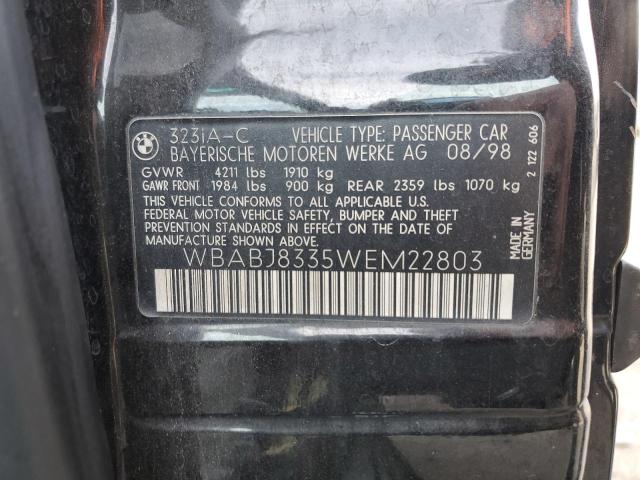 BMW
323iA-C VEHICLE TYPE: PASSENGER CAR
BAYERISCHE MOTOREN WERKE AG 08/98
GVWR 4211 lbs 1910 kg
GAWR FRONT 1984 lbs 900 kg REAR 2359 lbs 1070 kg
THIS VEHICLE CONFORMS TO ALL APPLICABLE U.S.
FEDERAL MOTOR VEHICLE SAFETY, BUMPER AND THEFT
PREVENTION STANDARDS IN EFFECT ON THE DATE OF
MANUFACTURE SHOWN ABOVE.
WBABJ8335WEM22803
2 122 606
MADE IN
GERMANY